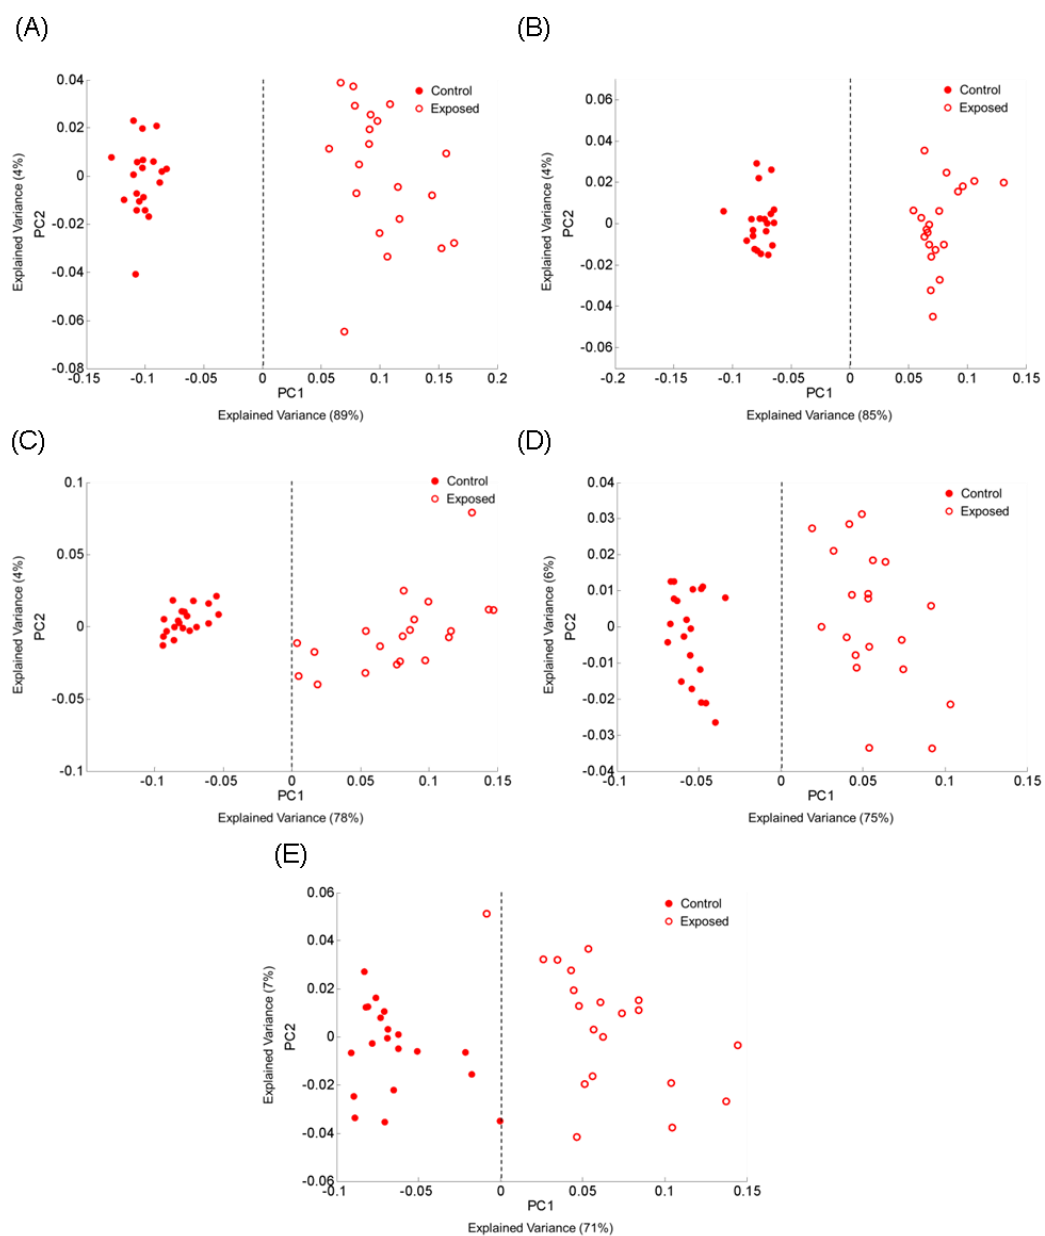 (A)
Control
Exposed
0.04
0.02
0
-0.02
-0.04
-0.06
-0.08
Explained Variance (4%)
PC2
-0.15 -0.1 -0.05 0 0.05 0.1 0.15 0.2
PC1
Explained Variance (89%)
(B)
Control
Exposed
0.06
0.04
0.02
0
-0.02
-0.04
-0.06
Explained Variance (4%)
PC2
-0.2 -0.15 -0.1 -0.05 0 0.05 0.1 0.15
PC1
Explained Variance (85%)
(C)
Control
Exposed
0.1
0.05
0
-0.05
-0.1
Explained Variance (4%)
PC2
-0.1 -0.05 0 0.05 0.1 0.15
PC1
Explained Variance (78%)
(D)
Control
Exposed
0.04
0.03
0.02
0.01
0
-0.01
-0.02
-0.03
-0.04
Explained Variance (6%)
PC2
-0.1 -0.05 0 0.05 0.1 0.15
PC1
Explained Variance (75%)
(E)
Control
Exposed
0.06
0.04
0.02
0
-0.02
-0.04
-0.06
Explained Variance (7%)
PC2
-0.1 -0.05 0 0.05 0.1 0.15
PC1
Explained Variance (71%)